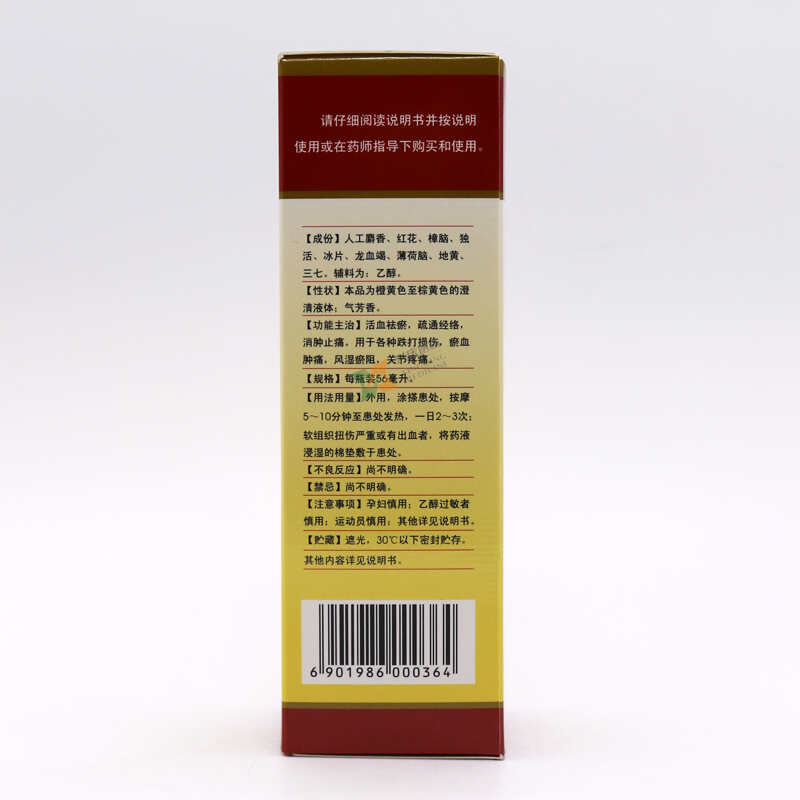 请仔细阅读说明书并按说明
使用或在药师指导下购买和使用。
【成份】人工麝香、红花、樟脑、独
活、冰片、龙血竭、薄荷脑、地黄、
三七。辅料为：乙醇。
【性状】本品为橙黄色至棕黄色的澄
清液体；气芳香。
【功能主治】活血祛瘀，疏通经络，
消肿止痛。用于各种跌打损伤，瘀血
肿痛，风湿瘀阻，关节疼痛。
【规格】每瓶装56毫升。
【用法用量】外用，涂搽患处，按摩
5～10分钟至患处发热，一日2～3次；
软组织扭伤严重或有出血者，将药液
浸湿的棉垫敷于患处。
【不良反应】尚不明确。
【禁忌】尚不明确。
【注意事项】孕妇慎用；乙醇过敏者
慎用；运动员慎用；其他详见说明书。
【贮藏】遮光，30℃以下密封贮存。
其他内容详见说明书。
6 901986 000364